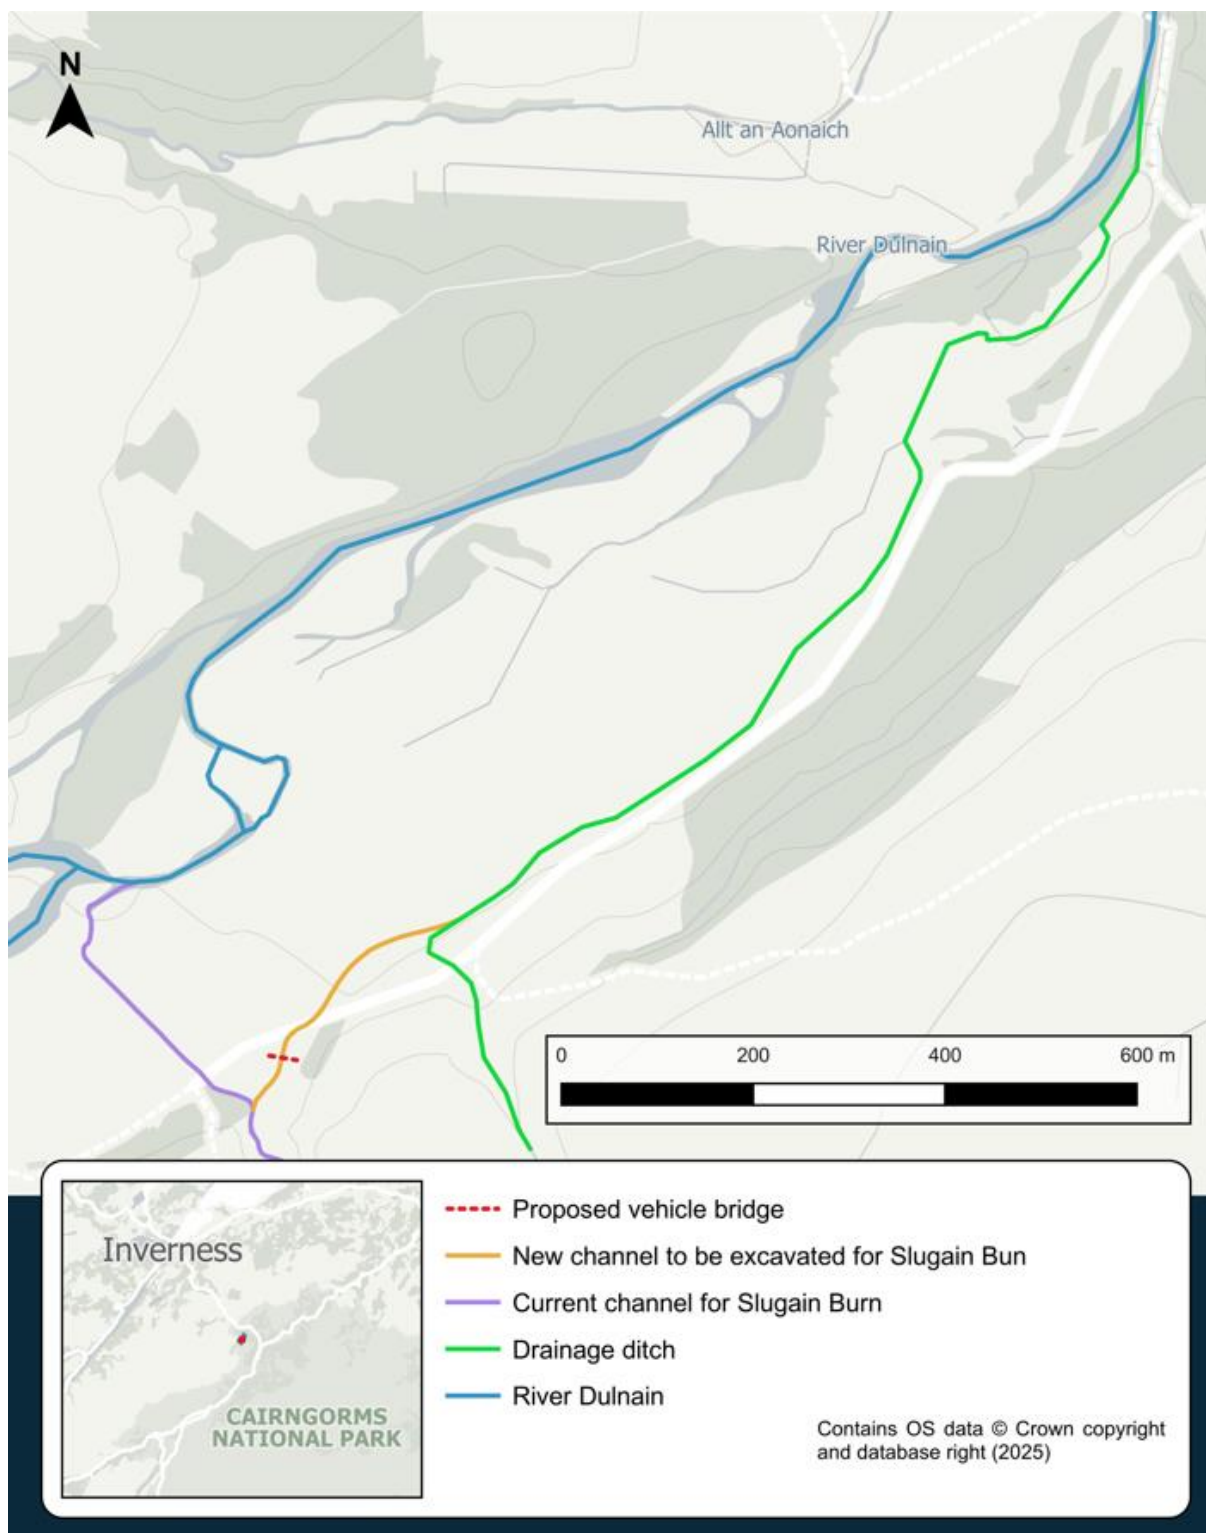 N
Allt an Aonaich
River Dulnain
0 200 400 600 m
Inverness
CAIRNGORMS
NATIONAL PARK
Proposed vehicle bridge
New channel to be excavated for Slugain Bun
Current channel for Slugain Burn
Drainage ditch
River Dulnain
Contains OS data © Crown copyright
and database right (2025)